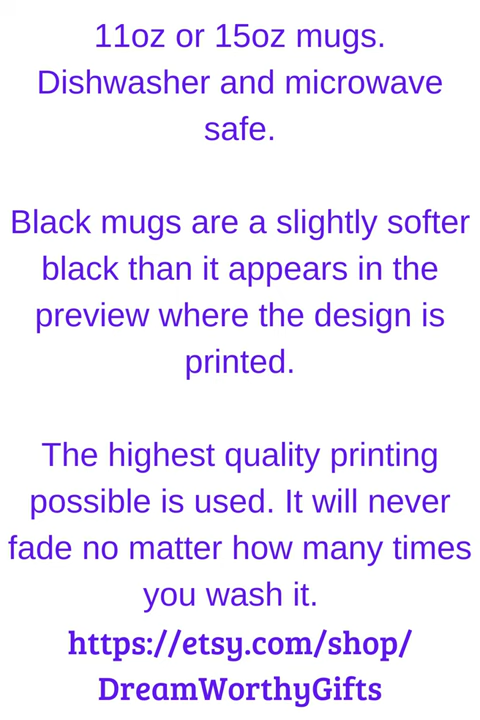 11oz or 15oz mugs.
Dishwasher and microwave
safe.
Black mugs are a slightly softer
black than it appears in the
preview where the design is
printed.
The highest quality printing
possible is used. It will never
fade no matter how many times
you wash it.
https://etsy.com/shop/
DreamWorthyGifts